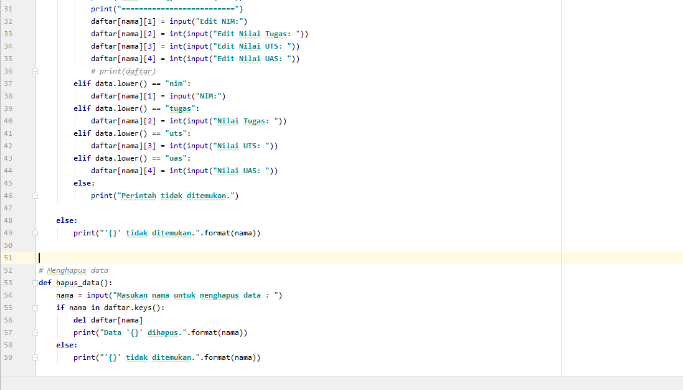 31 print("==========================")
32 daftar[nama][1] = input("Edit NIM:")
33 daftar[nama][2] = int(input("Edit Nilai Tugas: "))
34 daftar[nama][3] = int(input("Edit Nilai UTS: "))
35 daftar[nama][4] = int(input("Edit Nilai UAS: "))
36 # print(daftar)
37 elif data.lower() == "nim":
38 daftar[nama][1] = input("NIM:")
39 elif data.lower() == "tugas":
40 daftar[nama][2] = int(input("Nilai Tugas: "))
41 elif data.lower() == "uts":
42 daftar[nama][3] = int(input("Nilai UTS: "))
43 elif data.lower() == "uas":
44 daftar[nama][4] = int(input("Nilai UAS: "))
45 else:
46 print("Perintah tidak ditemukan.")
47
48 else:
49 print("'{}' tidak ditemukan.".format(nama))
50
51
52 # Menghapus data
53 def hapus_data():
54 nama = input("Masukan nama untuk menghapus data : ")
55 if nama in daftar.keys():
56 del daftar[nama]
57 print("Data '{}' dihapus.".format(nama))
58 else:
59 print("'{}' tidak ditemukan.".format(nama))